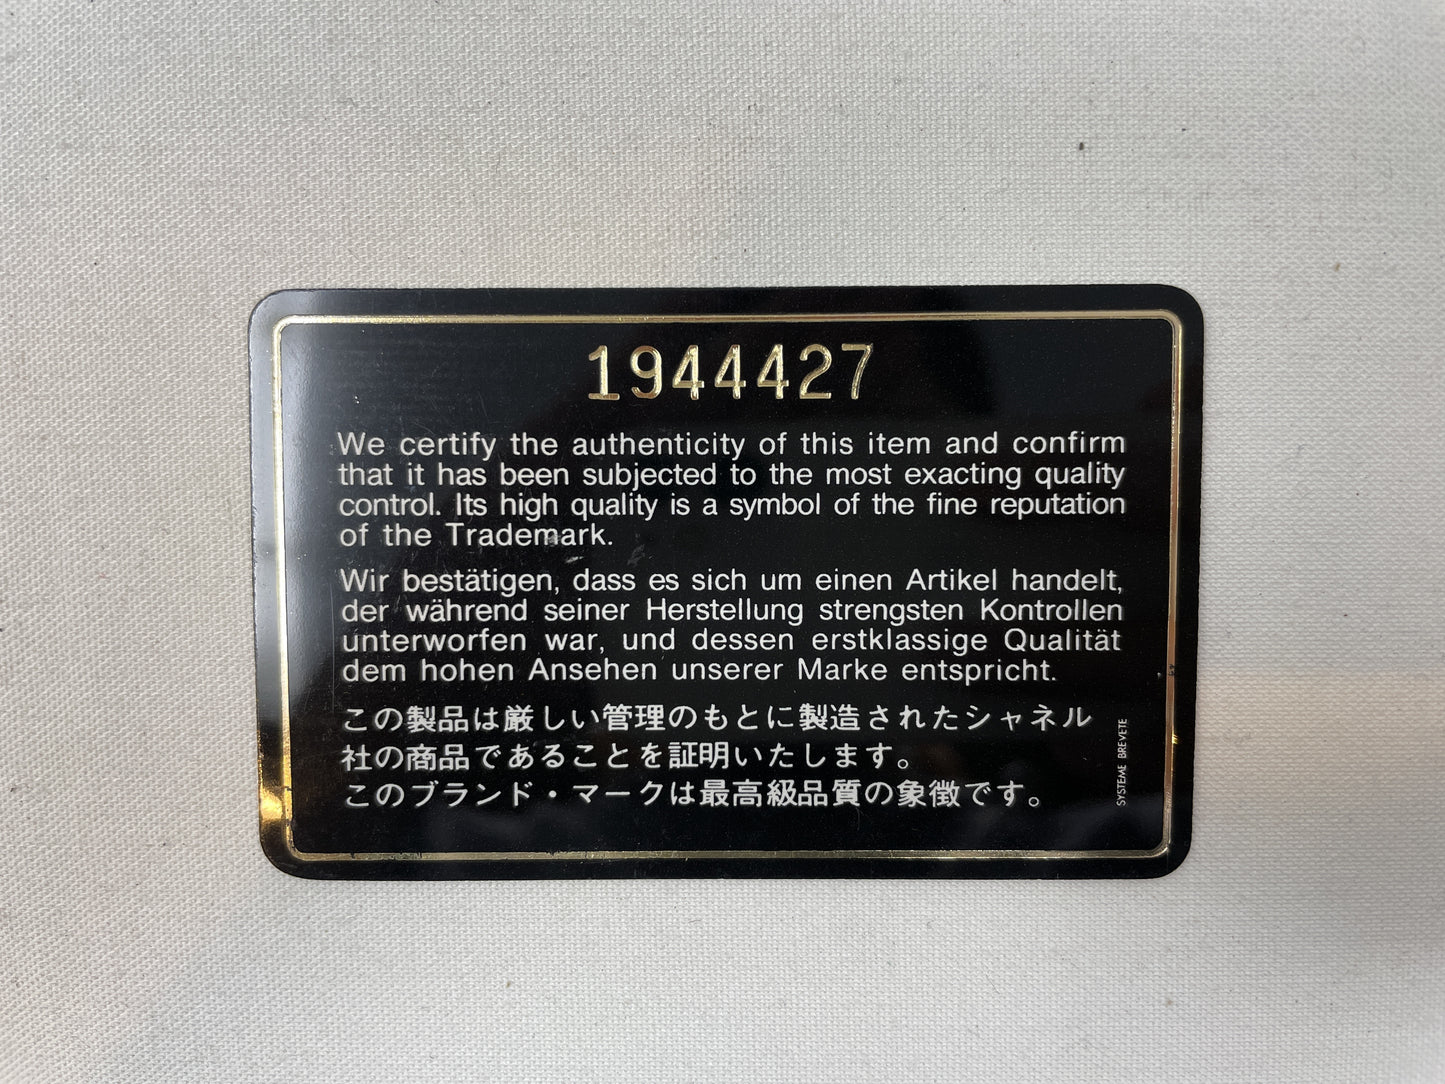 1944427
We certify the authenticity of this item and confirm
that it has been subjected to the most exacting quality
control. Its high quality is a symbol of the fine reputation
of the Trademark.
Wir bestätigen, dass es sich um einen Artikel handelt,
der während seiner Herstellung strengsten Kontrollen
unterworfen war, und dessen erstklassige Qualität
dem hohen Ansehen unserer Marke entspricht.
この製品は厳しい管理のもとに製造されたシャネル
社の商品であることを証明いたします。
このブランド・マークは最高級品質の象徴です。
SYSTEME BREVETE